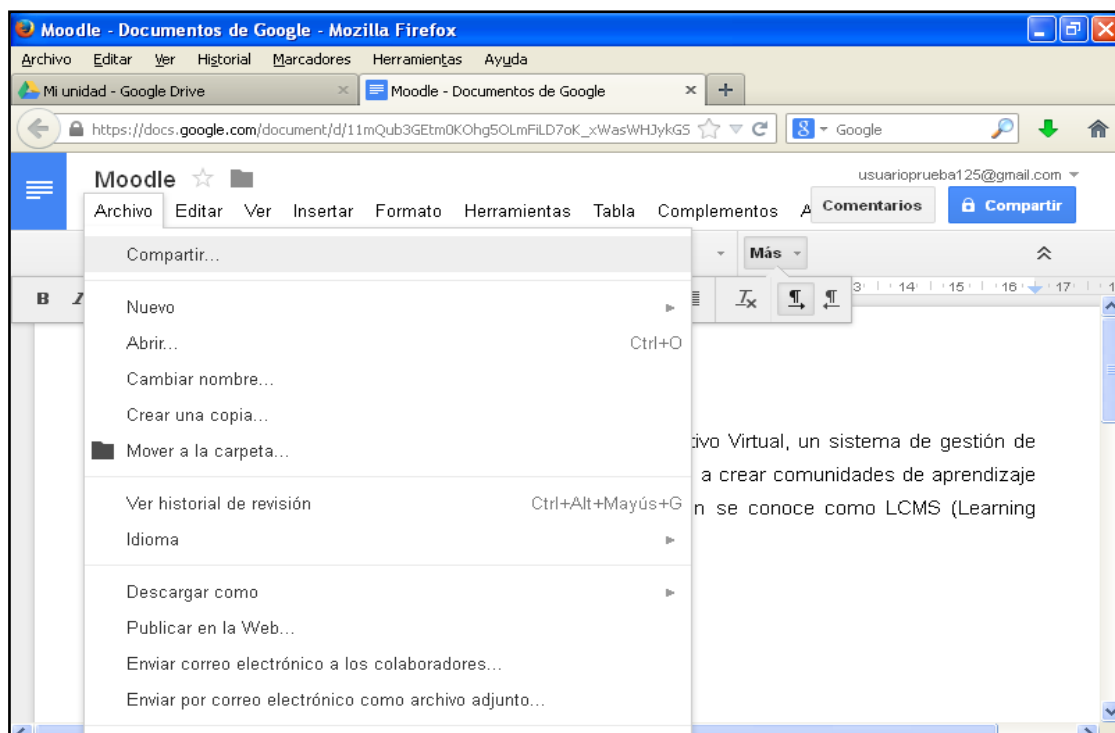 Moodle - Documentos de Google - Mozilla Firefox
Archivo Editar Ver Historial Marcadores Herramientas Ayuda
Mi unidad - Google Drive
Moodle - Documentos de Google
https://docs.google.com/document/d/11mQub3GEtm0KOhg5OLmFiLD7oK_xWasWHJykGS
Google
Moodle
usuarioprueba125@gmail.com
Archivo Editar Ver Insertar Formato Herramientas Tabla Complementos A
Comentarios
Compartir
Compartir...
Más
B I
14 15 16 17
Nuevo
Abrir... Ctrl+O
Cambiar nombre...
Crear una copia...
Mover a la carpeta...
tivo Virtual, un sistema de gestión de
a crear comunidades de aprendizaje
n se conoce como LCMS (Learning
Ver historial de revisión Ctrl+Alt+Mayús+G
Idioma
Descargar como
Publicar en la Web...
Enviar correo electrónico a los colaboradores...
Enviar por correo electrónico como archivo adjunto...